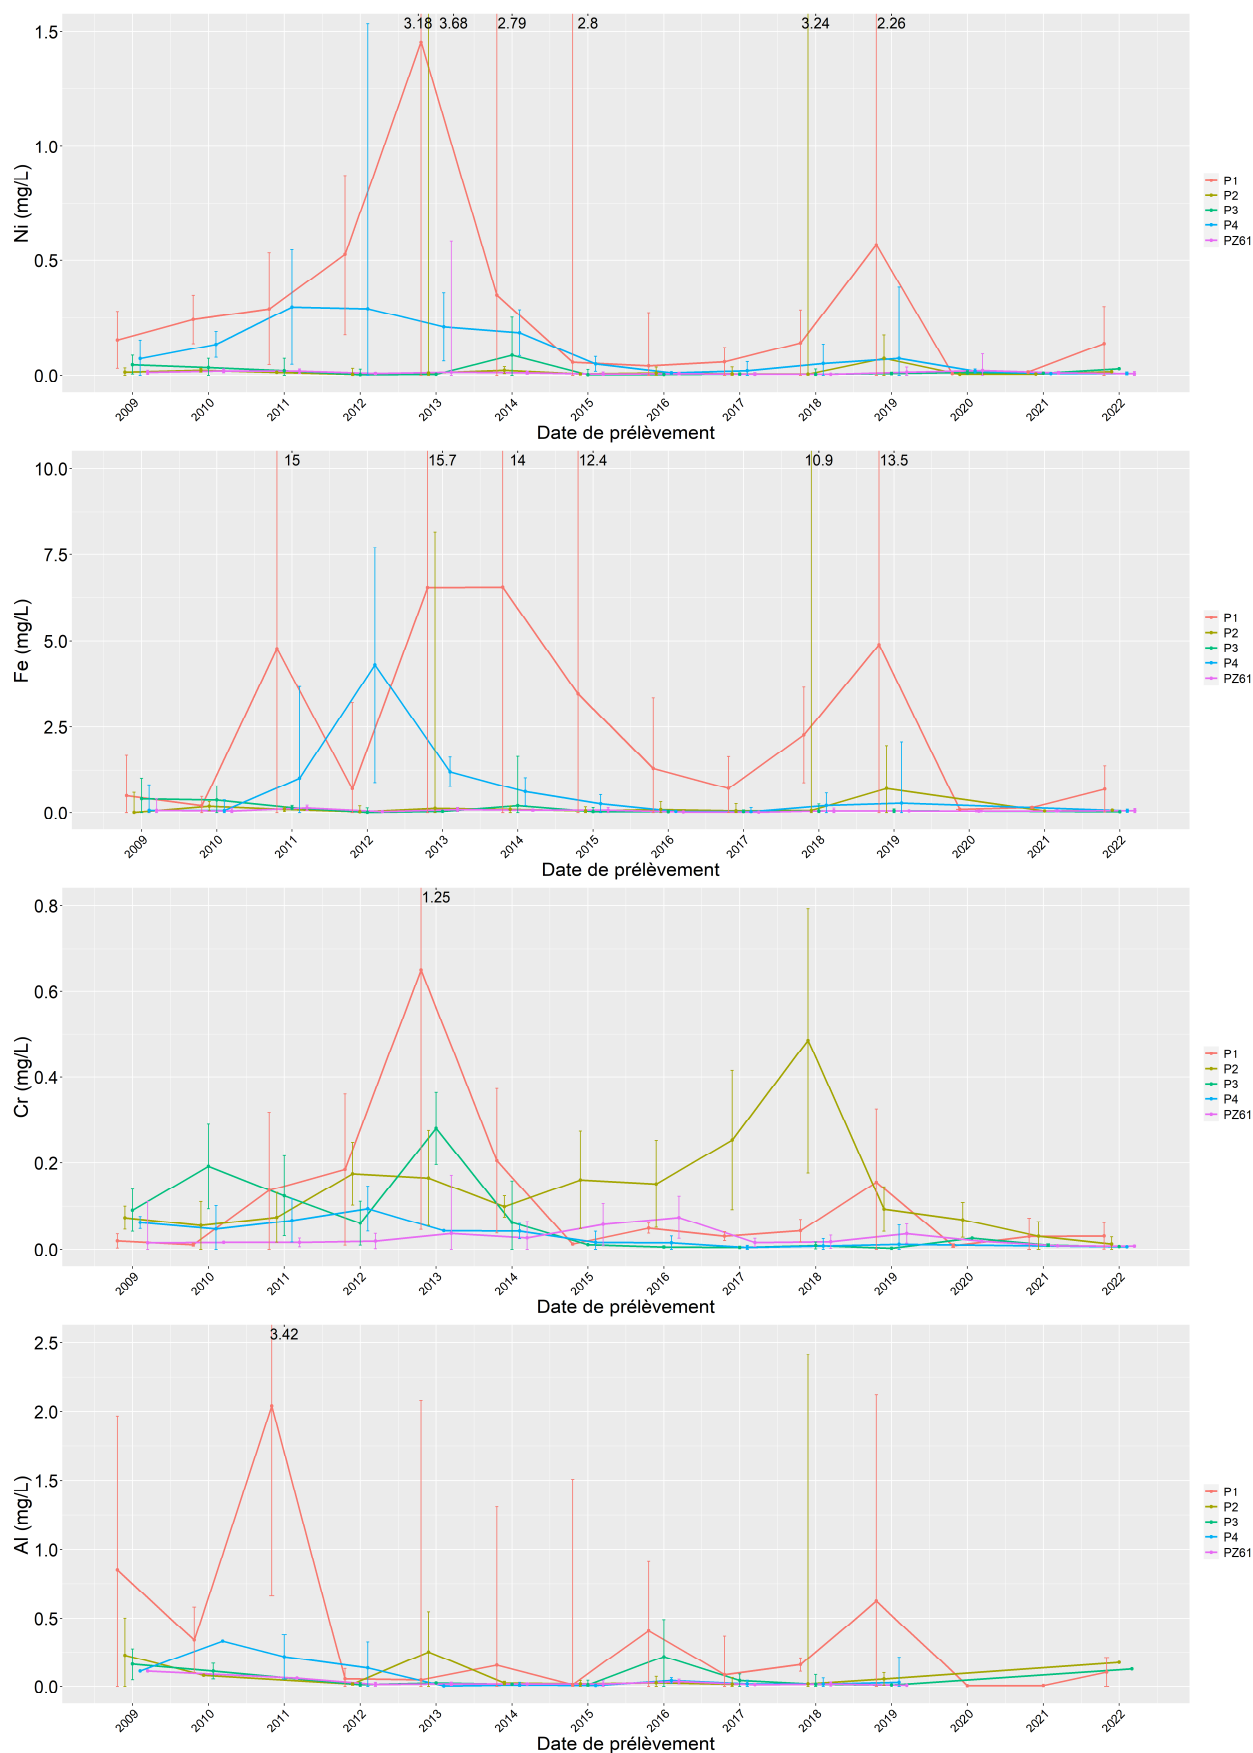 3.18 3.68 2.79 2.8 3.24 2.26
1.5
1.0
0.5
0.0
Ni (mg/L)
2009 2010 2011 2012 2013 2014 2015 2016 2017 2018 2019 2020 2021 2022
Date de prélèvement
P1
P2
P3
P4
PZ61
15 15.7 14 12.4 10.9 13.5
10.0
7.5
5.0
2.5
0.0
Fe (mg/L)
2009 2010 2011 2012 2013 2014 2015 2016 2017 2018 2019 2020 2021 2022
Date de prélèvement
P1
P2
P3
P4
PZ61
1.25
0.8
0.6
0.4
0.2
0.0
Cr (mg/L)
2009 2010 2011 2012 2013 2014 2015 2016 2017 2018 2019 2020 2021 2022
Date de prélèvement
P1
P2
P3
P4
PZ61
3.42
2.5
2.0
1.5
1.0
0.5
0.0
Al (mg/L)
2009 2010 2011 2012 2013 2014 2015 2016 2017 2018 2019 2020 2021 2022
Date de prélèvement
P1
P2
P3
P4
PZ61